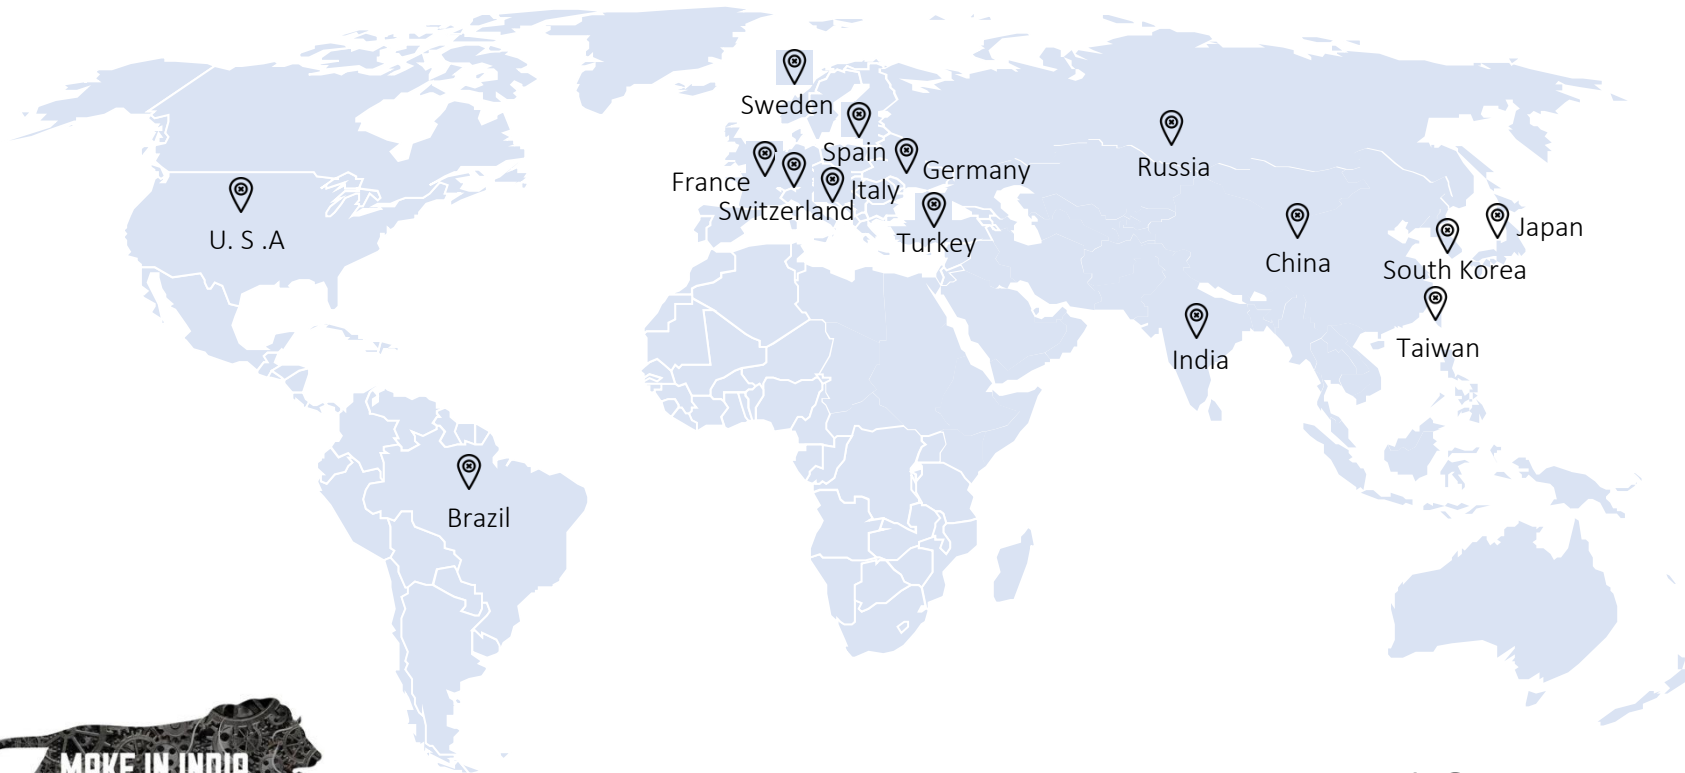 Sweden
Spain
France
Germany
Russia
Italy
Switzerland
U. S .A
Turkey
Japan
China
South Korea
Taiwan
India
Brazil
MAKE IN INDIA